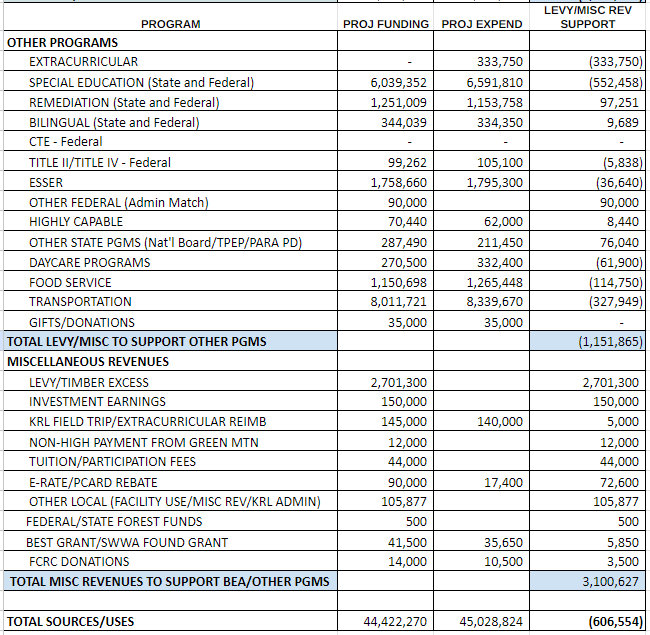 LEVY/MISC REV
PROGRAM PROJ FUNDING PROJ EXPEND SUPPORT
OTHER PROGRAMS
EXTRACURRICULAR - 333,750 (333,750)
SPECIAL EDUCATION (State and Federal) 6,039,352 6,591,810 (552,458)
REMEDIATION (State and Federal) 1,251,009 1,153,758 97,251
BILINGUAL (State and Federal) 344,039 334,350 9,689
CTE - Federal - - -
TITLE II/TITLE IV - Federal 99,262 105,100 (5,838)
ESSER 1,758,660 1,795,300 (36,640)
OTHER FEDERAL (Admin Match) 90,000 90,000
HIGHLY CAPABLE 70,440 62,000 8,440
OTHER STATE PGMS (Nat'l Board/TPEP/PARA PD) 287,490 211,450 76,040
DAYCARE PROGRAMS 270,500 332,400 (61,900)
FOOD SERVICE 1,150,698 1,265,448 (114,750)
TRANSPORTATION 8,011,721 8,339,670 (327,949)
GIFTS/DONATIONS 35,000 35,000 -
TOTAL LEVY/MISC TO SUPPORT OTHER PGMS (1,151,865)
MISCELLANEOUS REVENUES
LEVY/TIMBER EXCESS 2,701,300 2,701,300
INVESTMENT EARNINGS 150,000 150,000
KRL FIELD TRIP/EXTRACURRICULAR REIMB 145,000 140,000 5,000
NON-HIGH PAYMENT FROM GREEN MTN 12,000 12,000
TUITION/PARTICIPATION FEES 44,000 44,000
E-RATE/PCARD REBATE 90,000 17,400 72,600
OTHER LOCAL (FACILITY USE/MISC REV/KRL ADMIN) 105,877 105,877
FEDERAL/STATE FOREST FUNDS 500 500
BEST GRANT/SWWA FOUND GRANT 41,500 35,650 5,850
FCRC DONATIONS 14,000 10,500 3,500
TOTAL MISC REVENUES TO SUPPORT BEA/OTHER PGMS 3,100,627
TOTAL SOURCES/USES 44,422,270 45,028,824 (606,554)